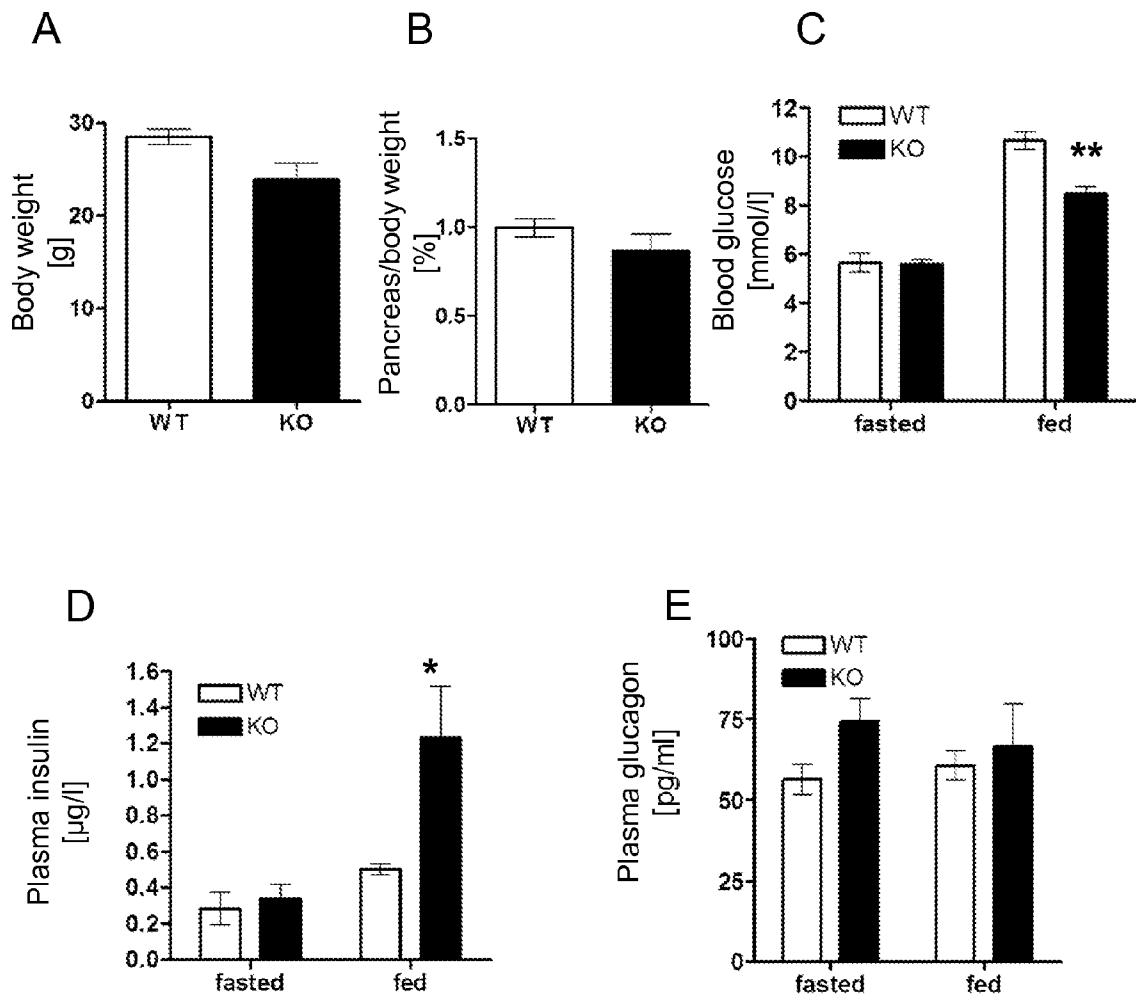 A
Body weight
[g]
30
20
10
0
WT KO
B
Pancreas/body weight
[%]
1.5
1.0
0.5
0.0
WT KO
C
Blood glucose
[mmol/l]
12
10
8
6
4
2
0
WT
KO
**
fasted fed
D
Plasma insulin
[µg/l]
1.6
1.4
1.2
1.0
0.8
0.6
0.4
0.2
0.0
WT
KO
*
fasted fed
E
Plasma glucagon
[pg/ml]
100
75
50
25
0
WT
KO
fasted fed